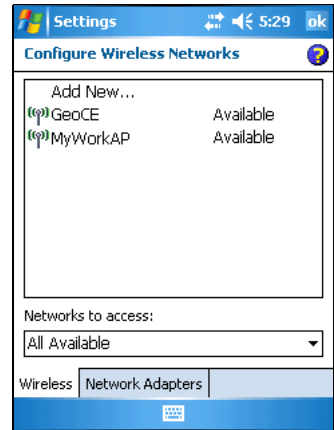 Settings 5:29 ok
Configure Wireless Networks ?
Add New...
GeoCE Available
MyWorkAP Available
Networks to access:
All Available
Wireless Network Adapters